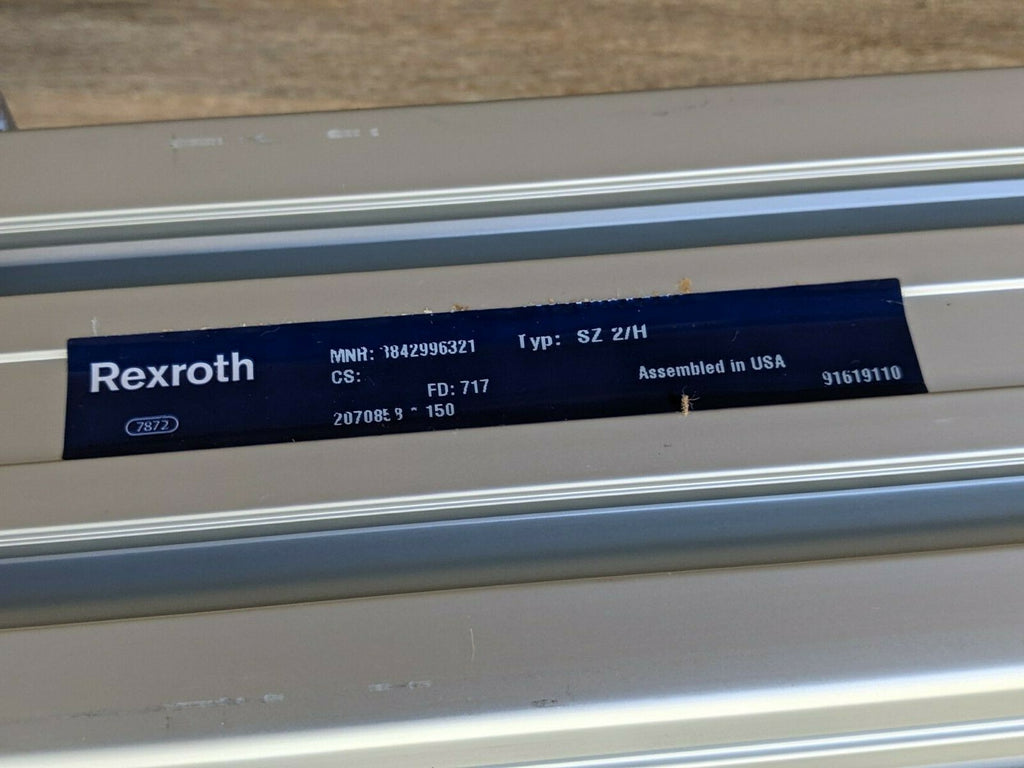 Rexroth
7872
MNR: 3842996321
CS:
FD: 717
150
Typ: SZ 2/H
Assembled in USA
91619110